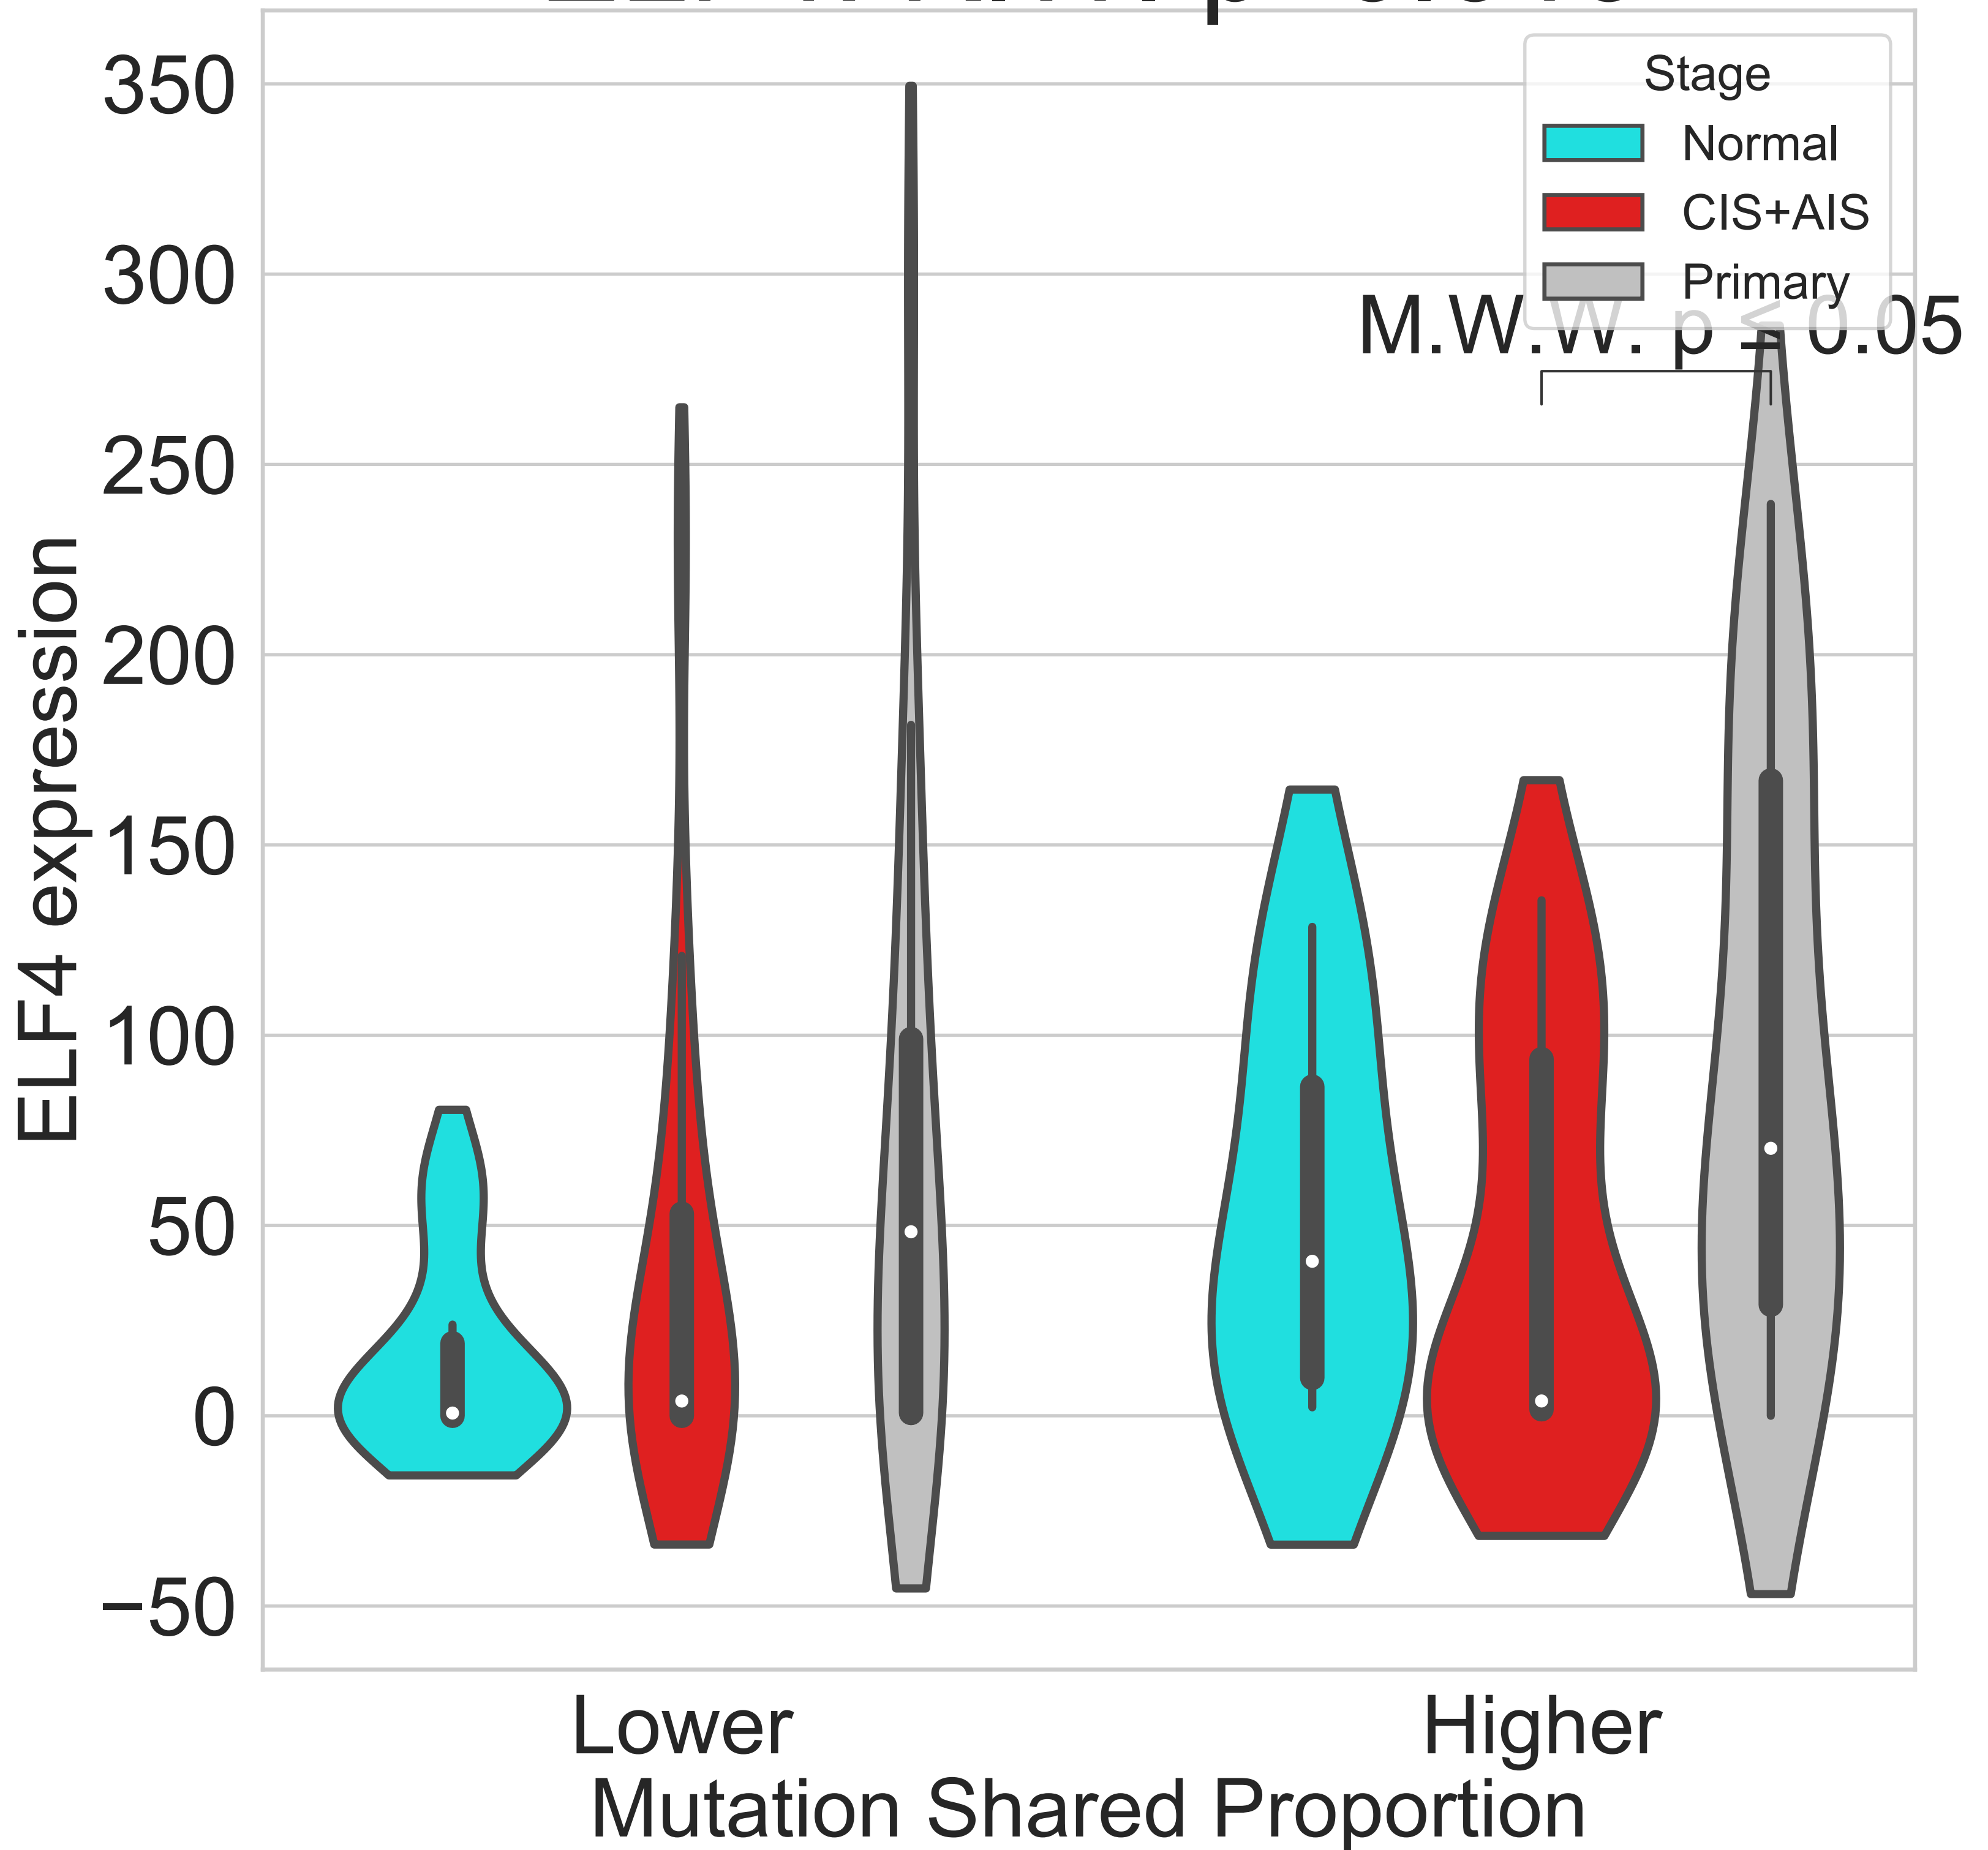 350
300
250
200
150
100
50
0
−50
ELF4 expression
Stage
Normal
CIS+AIS
Primary
M.W.W. p ≤ 0.05
Lower
Higher
Mutation Shared Proportion